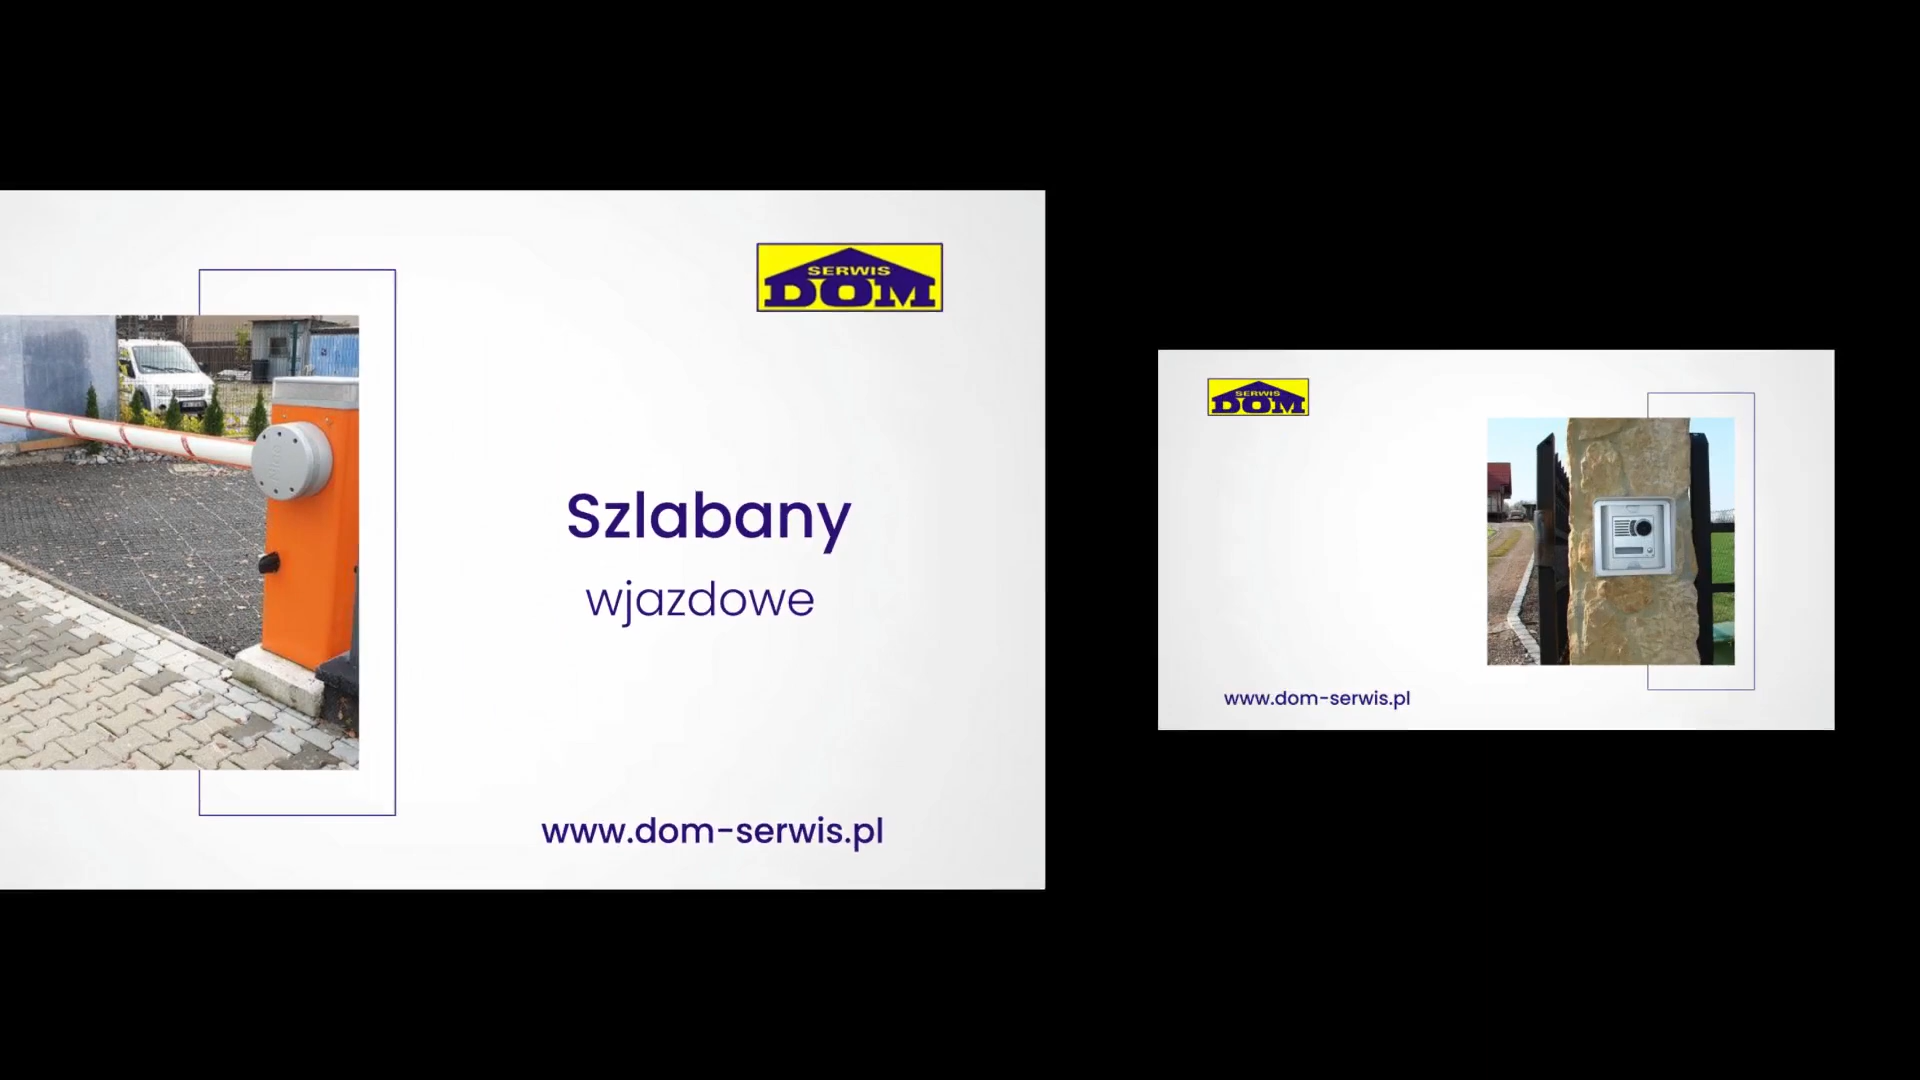 SERWIS
DOM
Szlabany
wjazdowe
www.dom-serwis.pl
SERWIS
DOM
www.dom-serwis.pl